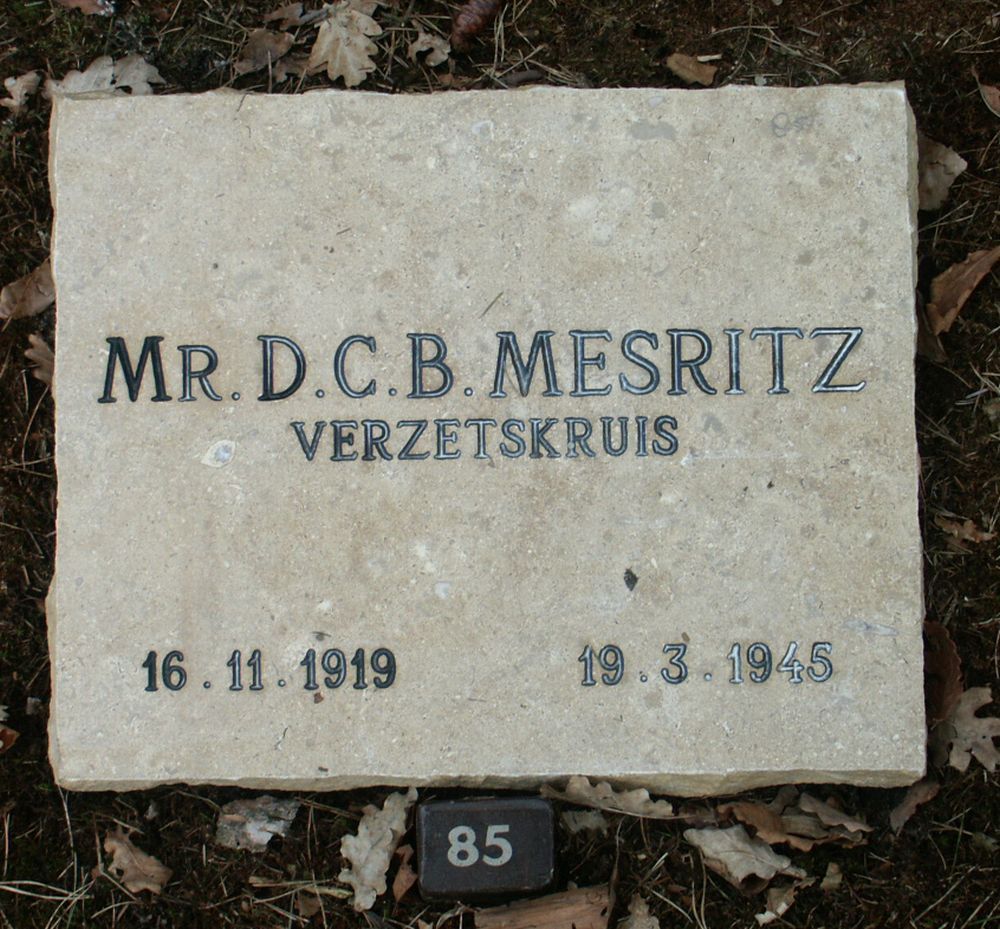 MR. D.C.B. MESRITZ
VERZETSKRUIS
16.11.1919 19.3.1945
85